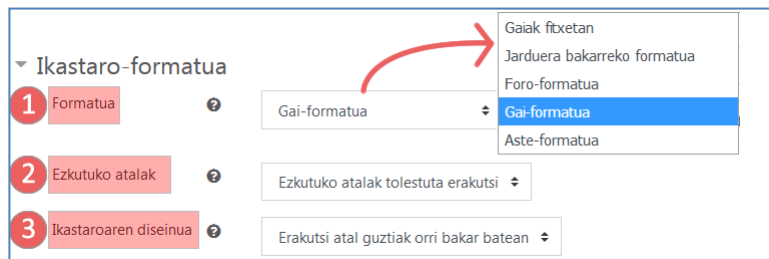 Ikastaro-formatua
1 Formatua Gai-formatua
Gaiak fitxetan
Jarduera bakarreko formatua
Foro-formatua
Gai-formatua
Aste-formatua
2 Ezkutuko atalak Ezkutuko atalak tolestuta erakutsi
3 Ikastaroaren diseinua Erakutsi atal guztiak orri bakar batean